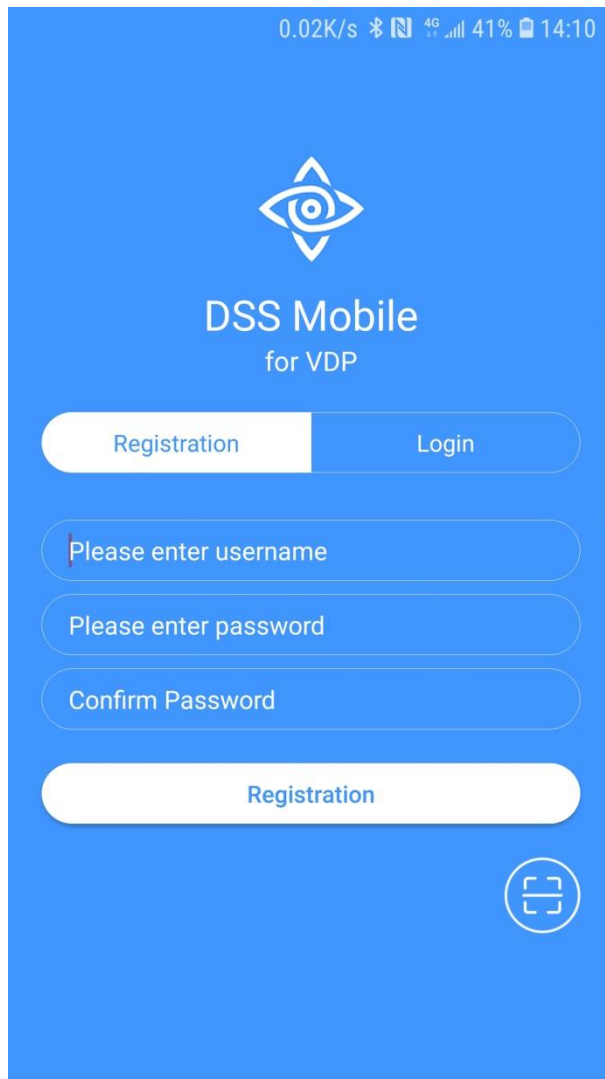 0.02K/s 4G 41% 14:10
DSS Mobile
for VDP
Registration Login
Please enter username
Please enter password
Confirm Password
Registration